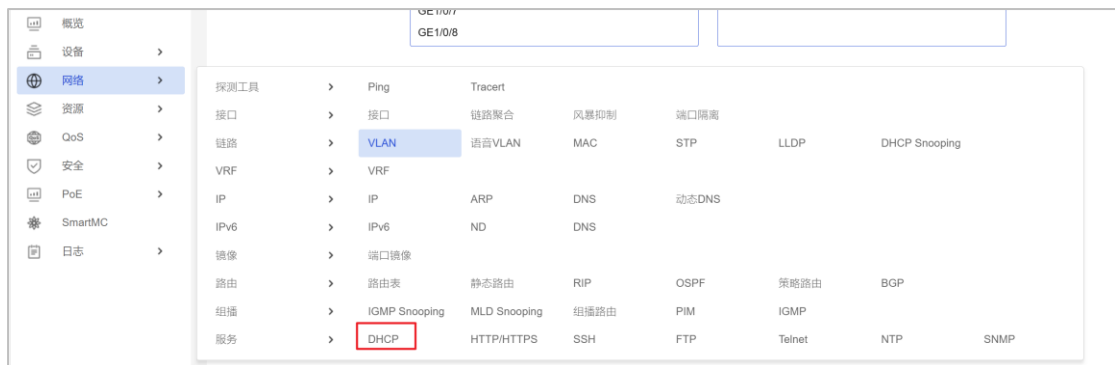 GE1/0/7
GE1/0/8
概览
设备
网络
资源
QoS
安全
PoE
SmartMC
日志
探测工具 Ping Tracert
接口 接口 链路聚合 风暴抑制 端口隔离
链路 VLAN 语音VLAN MAC STP LLDP DHCP Snooping
VRF VRF
IP IP ARP DNS 动态DNS
IPv6 IPv6 ND DNS
镜像 端口镜像
路由 路由表 静态路由 RIP OSPF 策略路由 BGP
组播 IGMP Snooping MLD Snooping 组播路由 PIM IGMP
服务 DHCP HTTP/HTTPS SSH FTP Telnet NTP SNMP